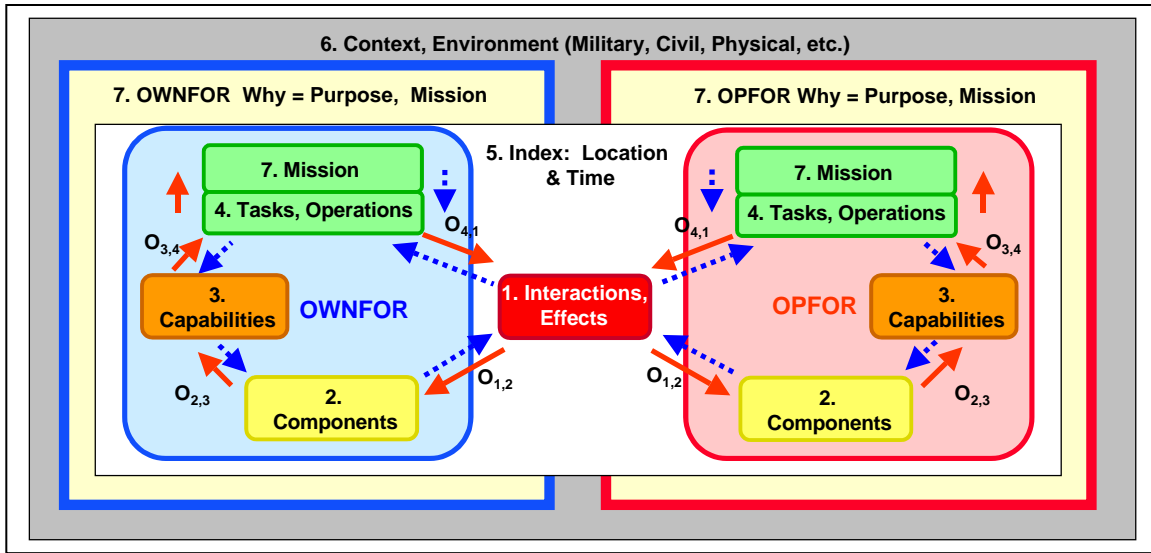 6. Context, Environment (Military, Civil, Physical, etc.)
7. OWNFOR  Why = Purpose,  Mission
7. OPFOR Why = Purpose, Mission
5. Index:  Location
& Time
7. Mission
4. Tasks, Operations
O3,4
O4,1
3.
Capabilities
OWNFOR
O2,3
2.
Components
O1,2
1. Interactions,
Effects
7. Mission
4. Tasks, Operations
O4,1
O3,4
OPFOR
3.
Capabilities
O1,2
2.
Components
O2,3